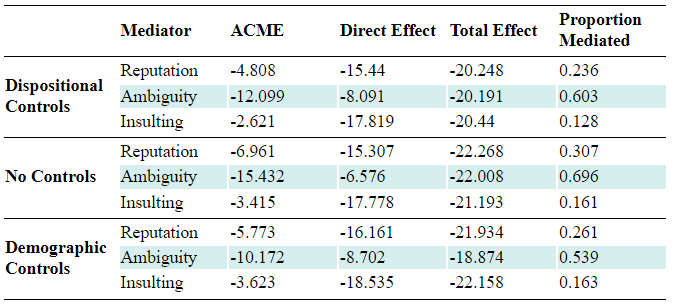 Mediator ACME Direct Effect Total Effect Proportion Mediated
Dispositional Controls
Reputation -4.808 -15.44 -20.248 0.236
Ambiguity -12.099 -8.091 -20.191 0.603
Insulting -2.621 -17.819 -20.44 0.128
No Controls
Reputation -6.961 -15.307 -22.268 0.307
Ambiguity -15.432 -6.576 -22.008 0.696
Insulting -3.415 -17.778 -21.193 0.161
Demographic Controls
Reputation -5.773 -16.161 -21.934 0.261
Ambiguity -10.172 -8.702 -18.874 0.539
Insulting -3.623 -18.535 -22.158 0.163